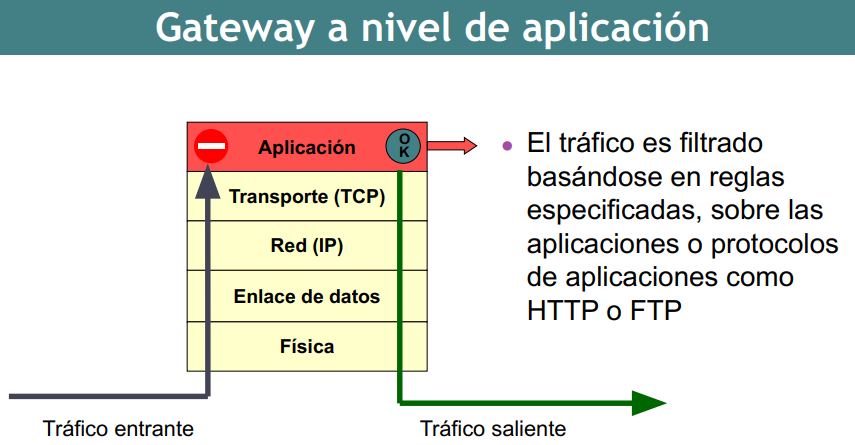 Gateway a nivel de aplicación
Aplicación
O
K
Transporte (TCP)
Red (IP)
Enlace de datos
Física
Tráfico entrante
Tráfico saliente
• El tráfico es filtrado
basándose en reglas
especificadas, sobre las
aplicaciones o protocolos
de aplicaciones como
HTTP o FTP